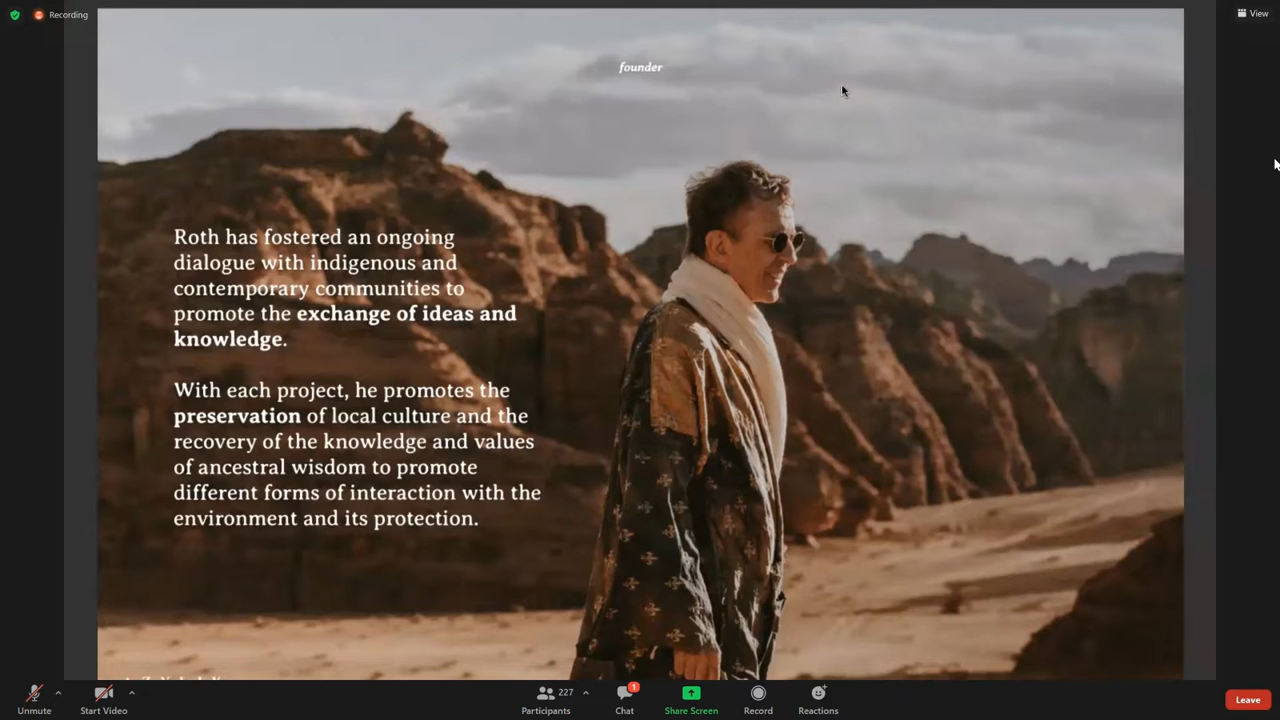 Recording
View
founder
Roth has fostered an ongoing
dialogue with indigenous and
contemporary communities to
promote the exchange of ideas and
knowledge.
With each project, he promotes the
preservation of local culture and the
recovery of the knowledge and values
of ancestral wisdom to promote
different forms of interaction with the
environment and its protection.
Unmute
Start Video
227
Participants
1
Chat
Share Screen
Record
Reactions
Leave